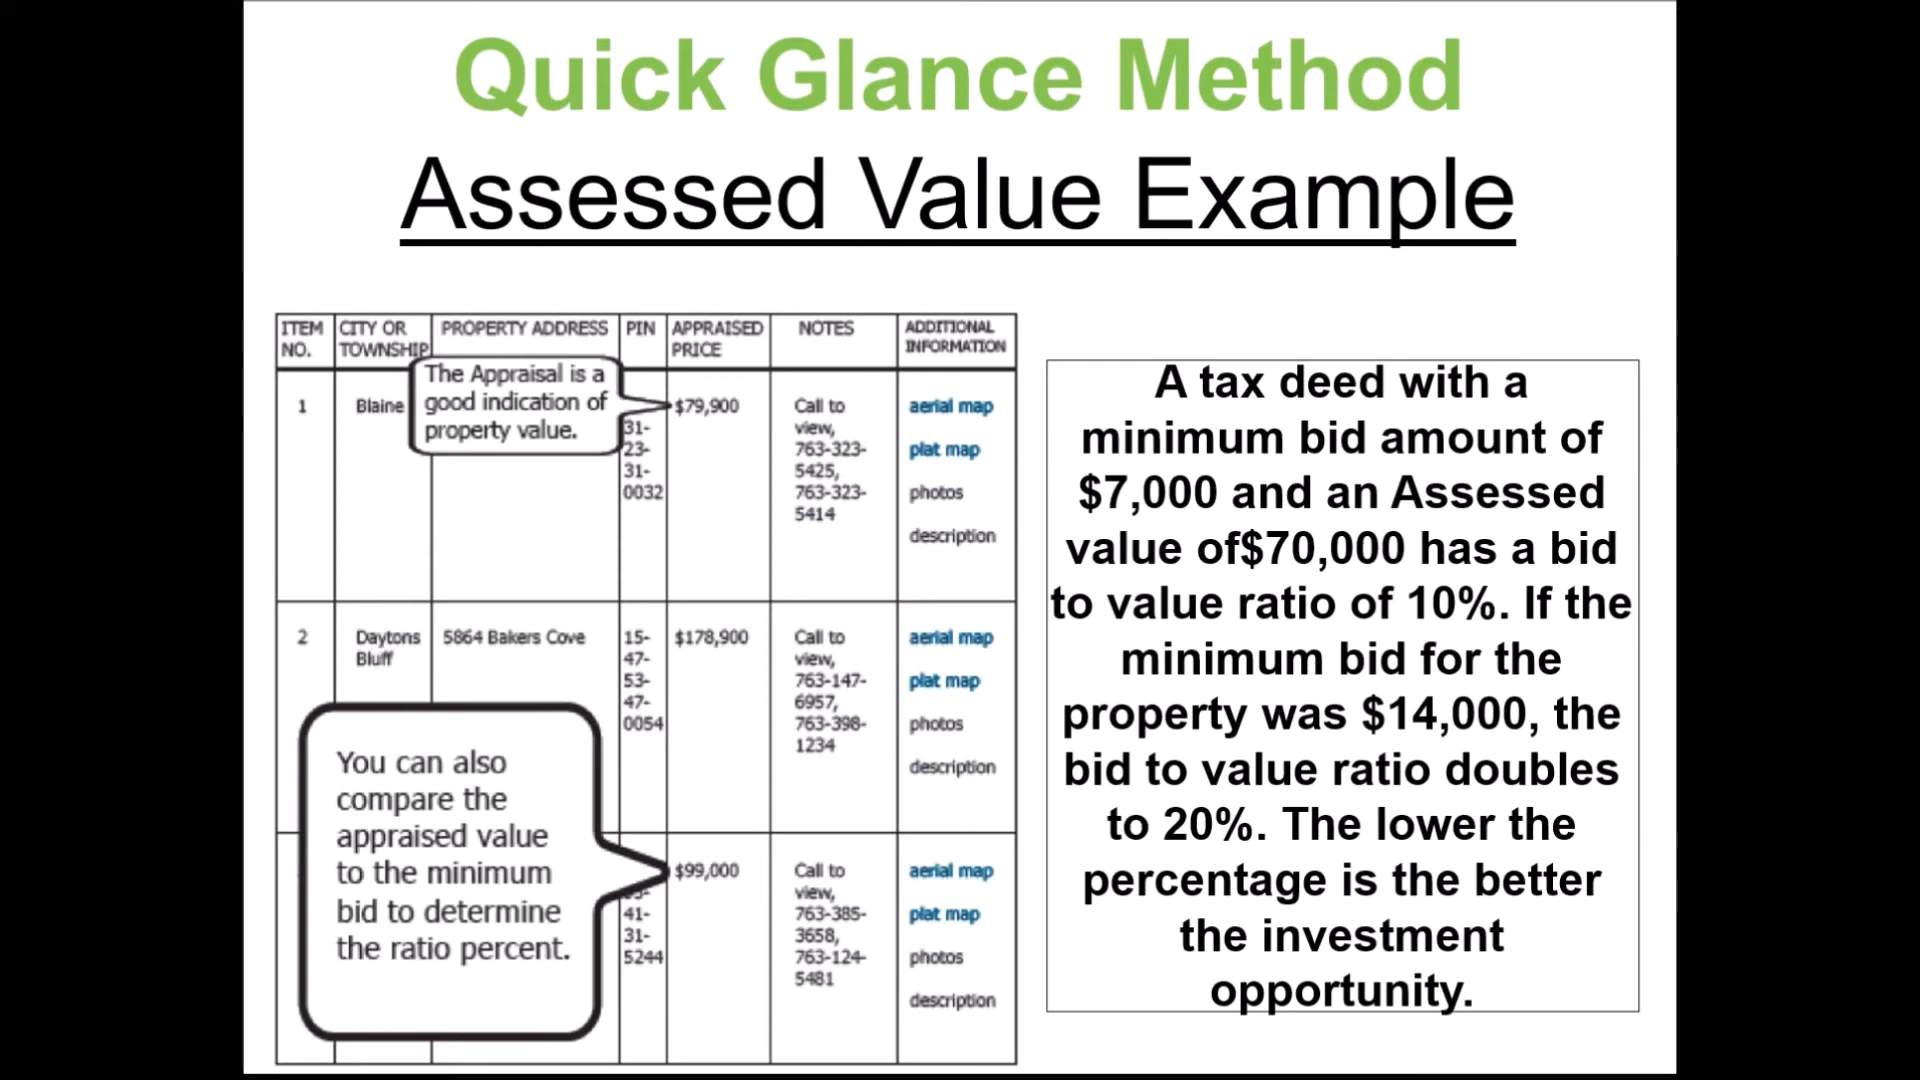 Quick Glance Method
Assessed Value Example
ITEM NO.
CITY OR TOWNSHIP
PROPERTY ADDRESS
PIN
APPRAISED PRICE
NOTES
ADDITIONAL INFORMATION
1
Blaine
The Appraisal is a
good indication of
property value.
31-
23-
31-
0032
$79,900
Call to
view,
763-323-
5425,
763-323-
5414
aerial map
plat map
photos
description
2
Daytons
Bluff
5864 Bakers Cove
15-
47-
53-
47-
0054
$178,900
Call to
view,
763-147-
6957,
763-398-
1234
aerial map
plat map
photos
description
You can also
compare the
appraised value
to the minimum
bid to determine
the ratio percent.
41-
31-
5244
$99,000
Call to
view,
763-385-
3658,
763-124-
5481
aerial map
plat map
photos
description
A tax deed with a
minimum bid amount of
$7,000 and an Assessed
value of$70,000 has a bid
to value ratio of 10%. If the
minimum bid for the
property was $14,000, the
bid to value ratio doubles
to 20%. The lower the
percentage is the better
the investment
opportunity.